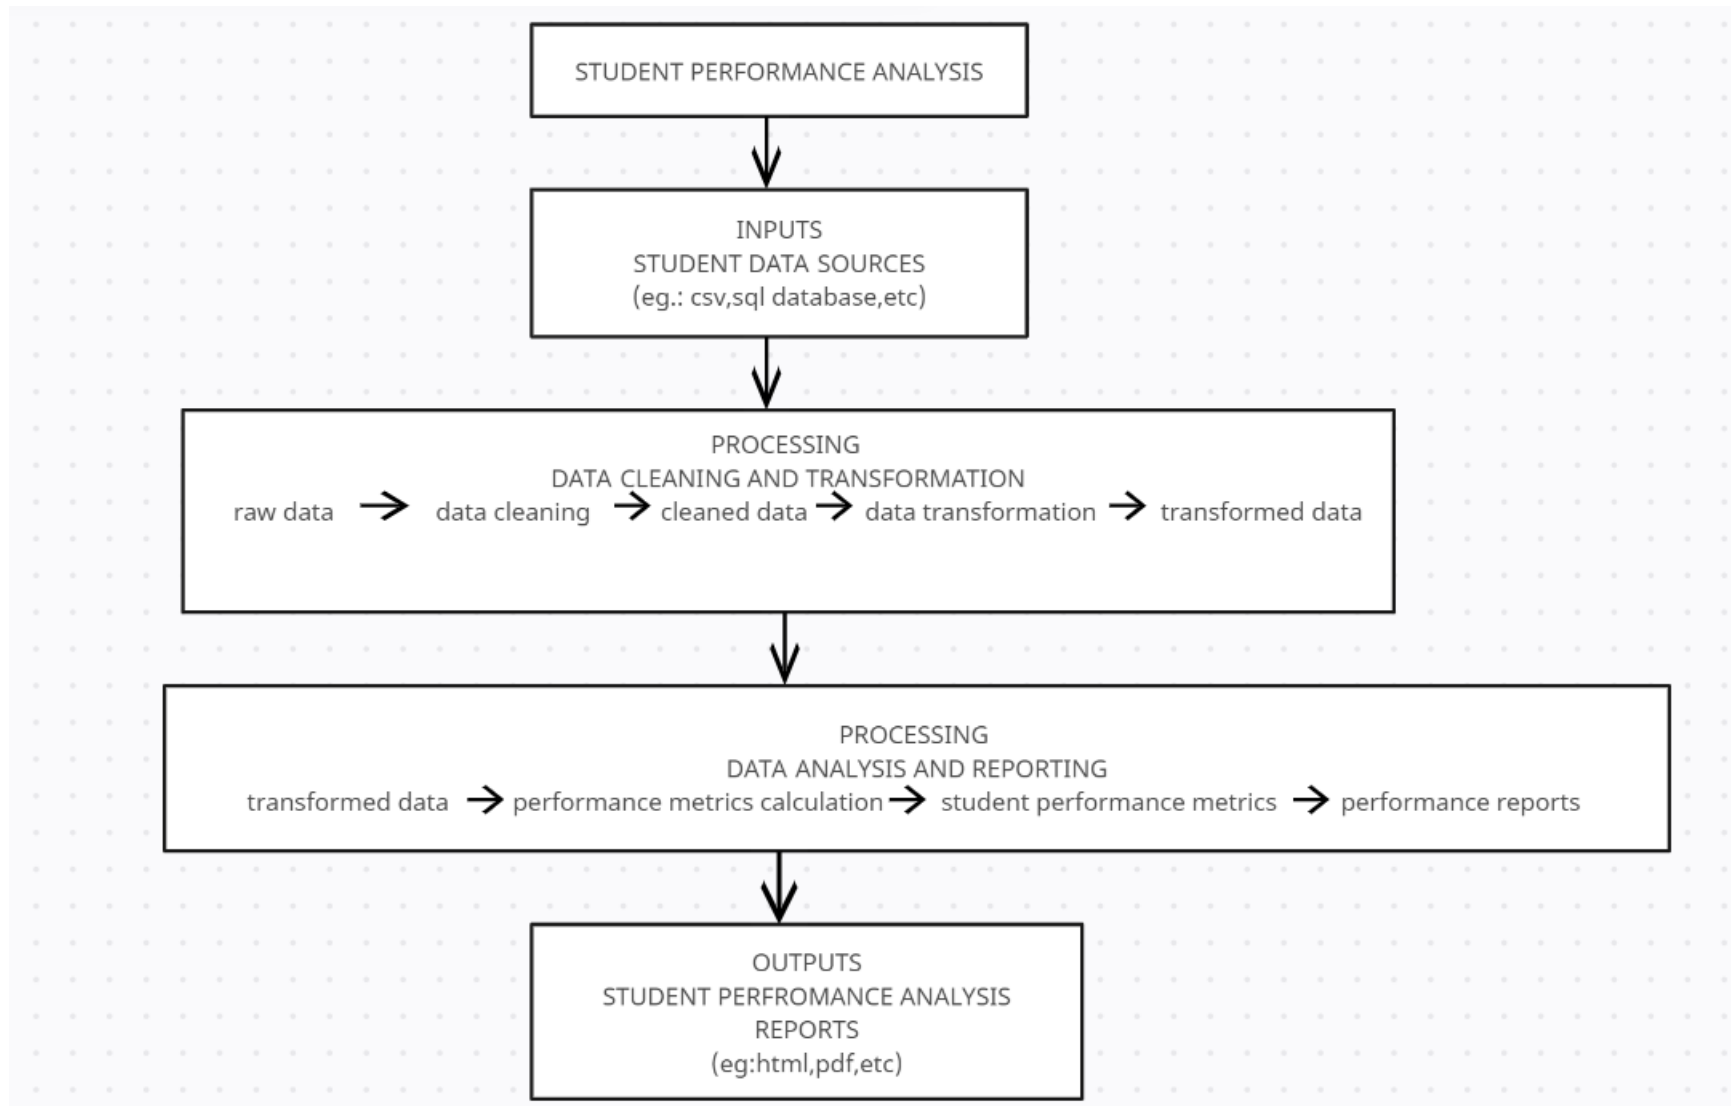 STUDENT PERFORMANCE ANALYSIS
INPUTS
STUDENT DATA SOURCES
(eg.: csv,sql database,etc)
PROCESSING
DATA CLEANING AND TRANSFORMATION
raw data data cleaning cleaned data data transformation transformed data
PROCESSING
DATA ANALYSIS AND REPORTING
transformed data performance metrics calculation student performance metrics performance reports
OUTPUTS
STUDENT PERFROMANCE ANALYSIS
REPORTS
(eg:html,pdf,etc)